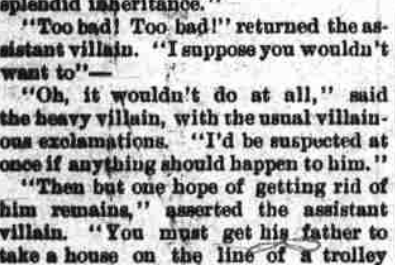 splendid inheritance."
"Too bad! Too bad!" returned the as-
sistant villain. "I suppose you wouldn't
want to"—
"Oh, it wouldn't do at all," said
the heavy villain, with the usual villain-
ous exclamations. "I'd be suspected at
once if anything should happen to him."
"Then but one hope of getting rid of
him remains," asserted the assistant
villain. "You must get his father to
take a house on the line of a trolley